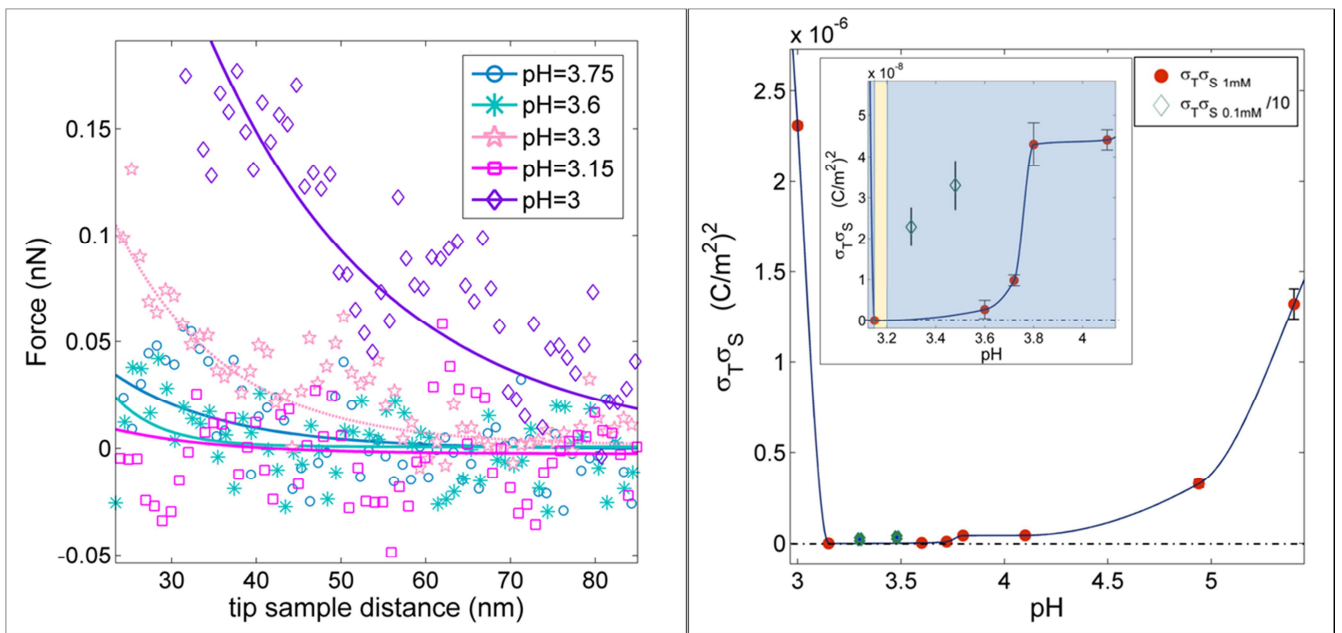 0.15
0.1
0.05
0
-0.05
Force (nN)
30 40 50 60 70 80
tip sample distance (nm)
pH=3.75
pH=3.6
pH=3.3
pH=3.15
pH=3
x 10⁻⁶
2.5
2
1.5
1
0.5
0
σ_Tσ_S (C/m²)²
3 3.5 4 4.5 5
pH
σ_Tσ_S 1mM
σ_Tσ_S 0.1mM /10
x 10⁻⁸
5
4
3
2
1
0
σ_Tσ_S (C/m²)²
3.2 3.4 3.6 3.8 4
pH